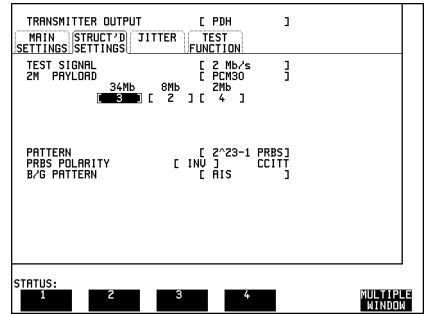 TRANSMITTER OUTPUT [ PDH ]
MAIN SETTINGS STRUCT'D SETTINGS JITTER TEST FUNCTION
TEST SIGNAL [ 2 Mb/s ]
2M PAYLOAD [ PCM30 ]
34Mb 8Mb 2Mb
[ 3 ] [ 2 ] [ 4 ]
PATTERN [ 2^23-1 PRBS]
PRBS POLARITY [ INV ] CCITT
B/G PATTERN [ AIS ]
STATUS:
1 2 3 4 MULTIPLE
WINDOW